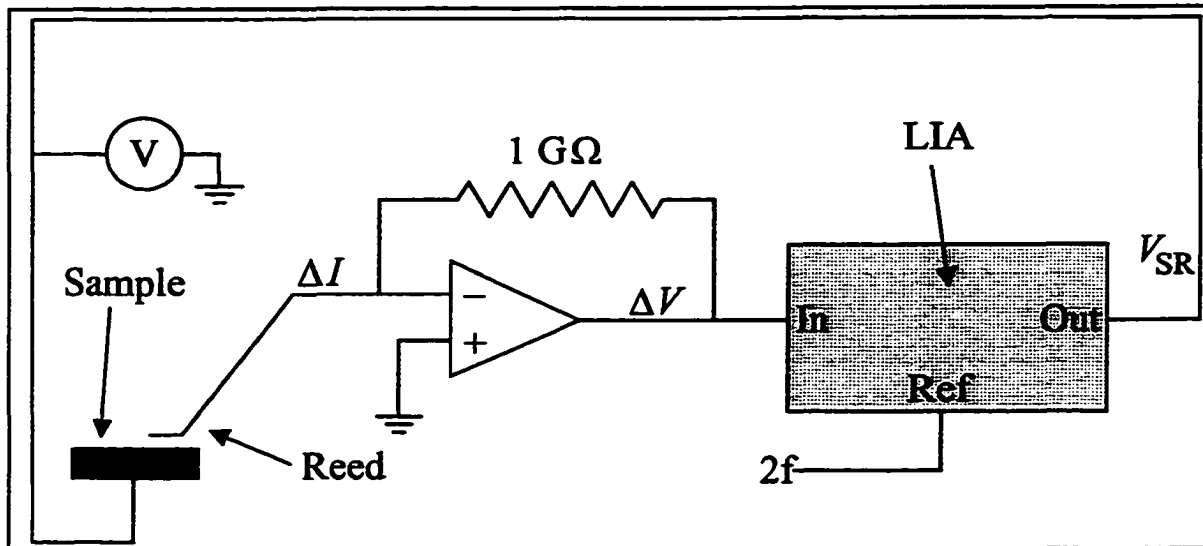 V
1 GΩ
LIA
Sample
ΔI
−
+
ΔV
In
Out
Ref
V_SR
Reed
2f